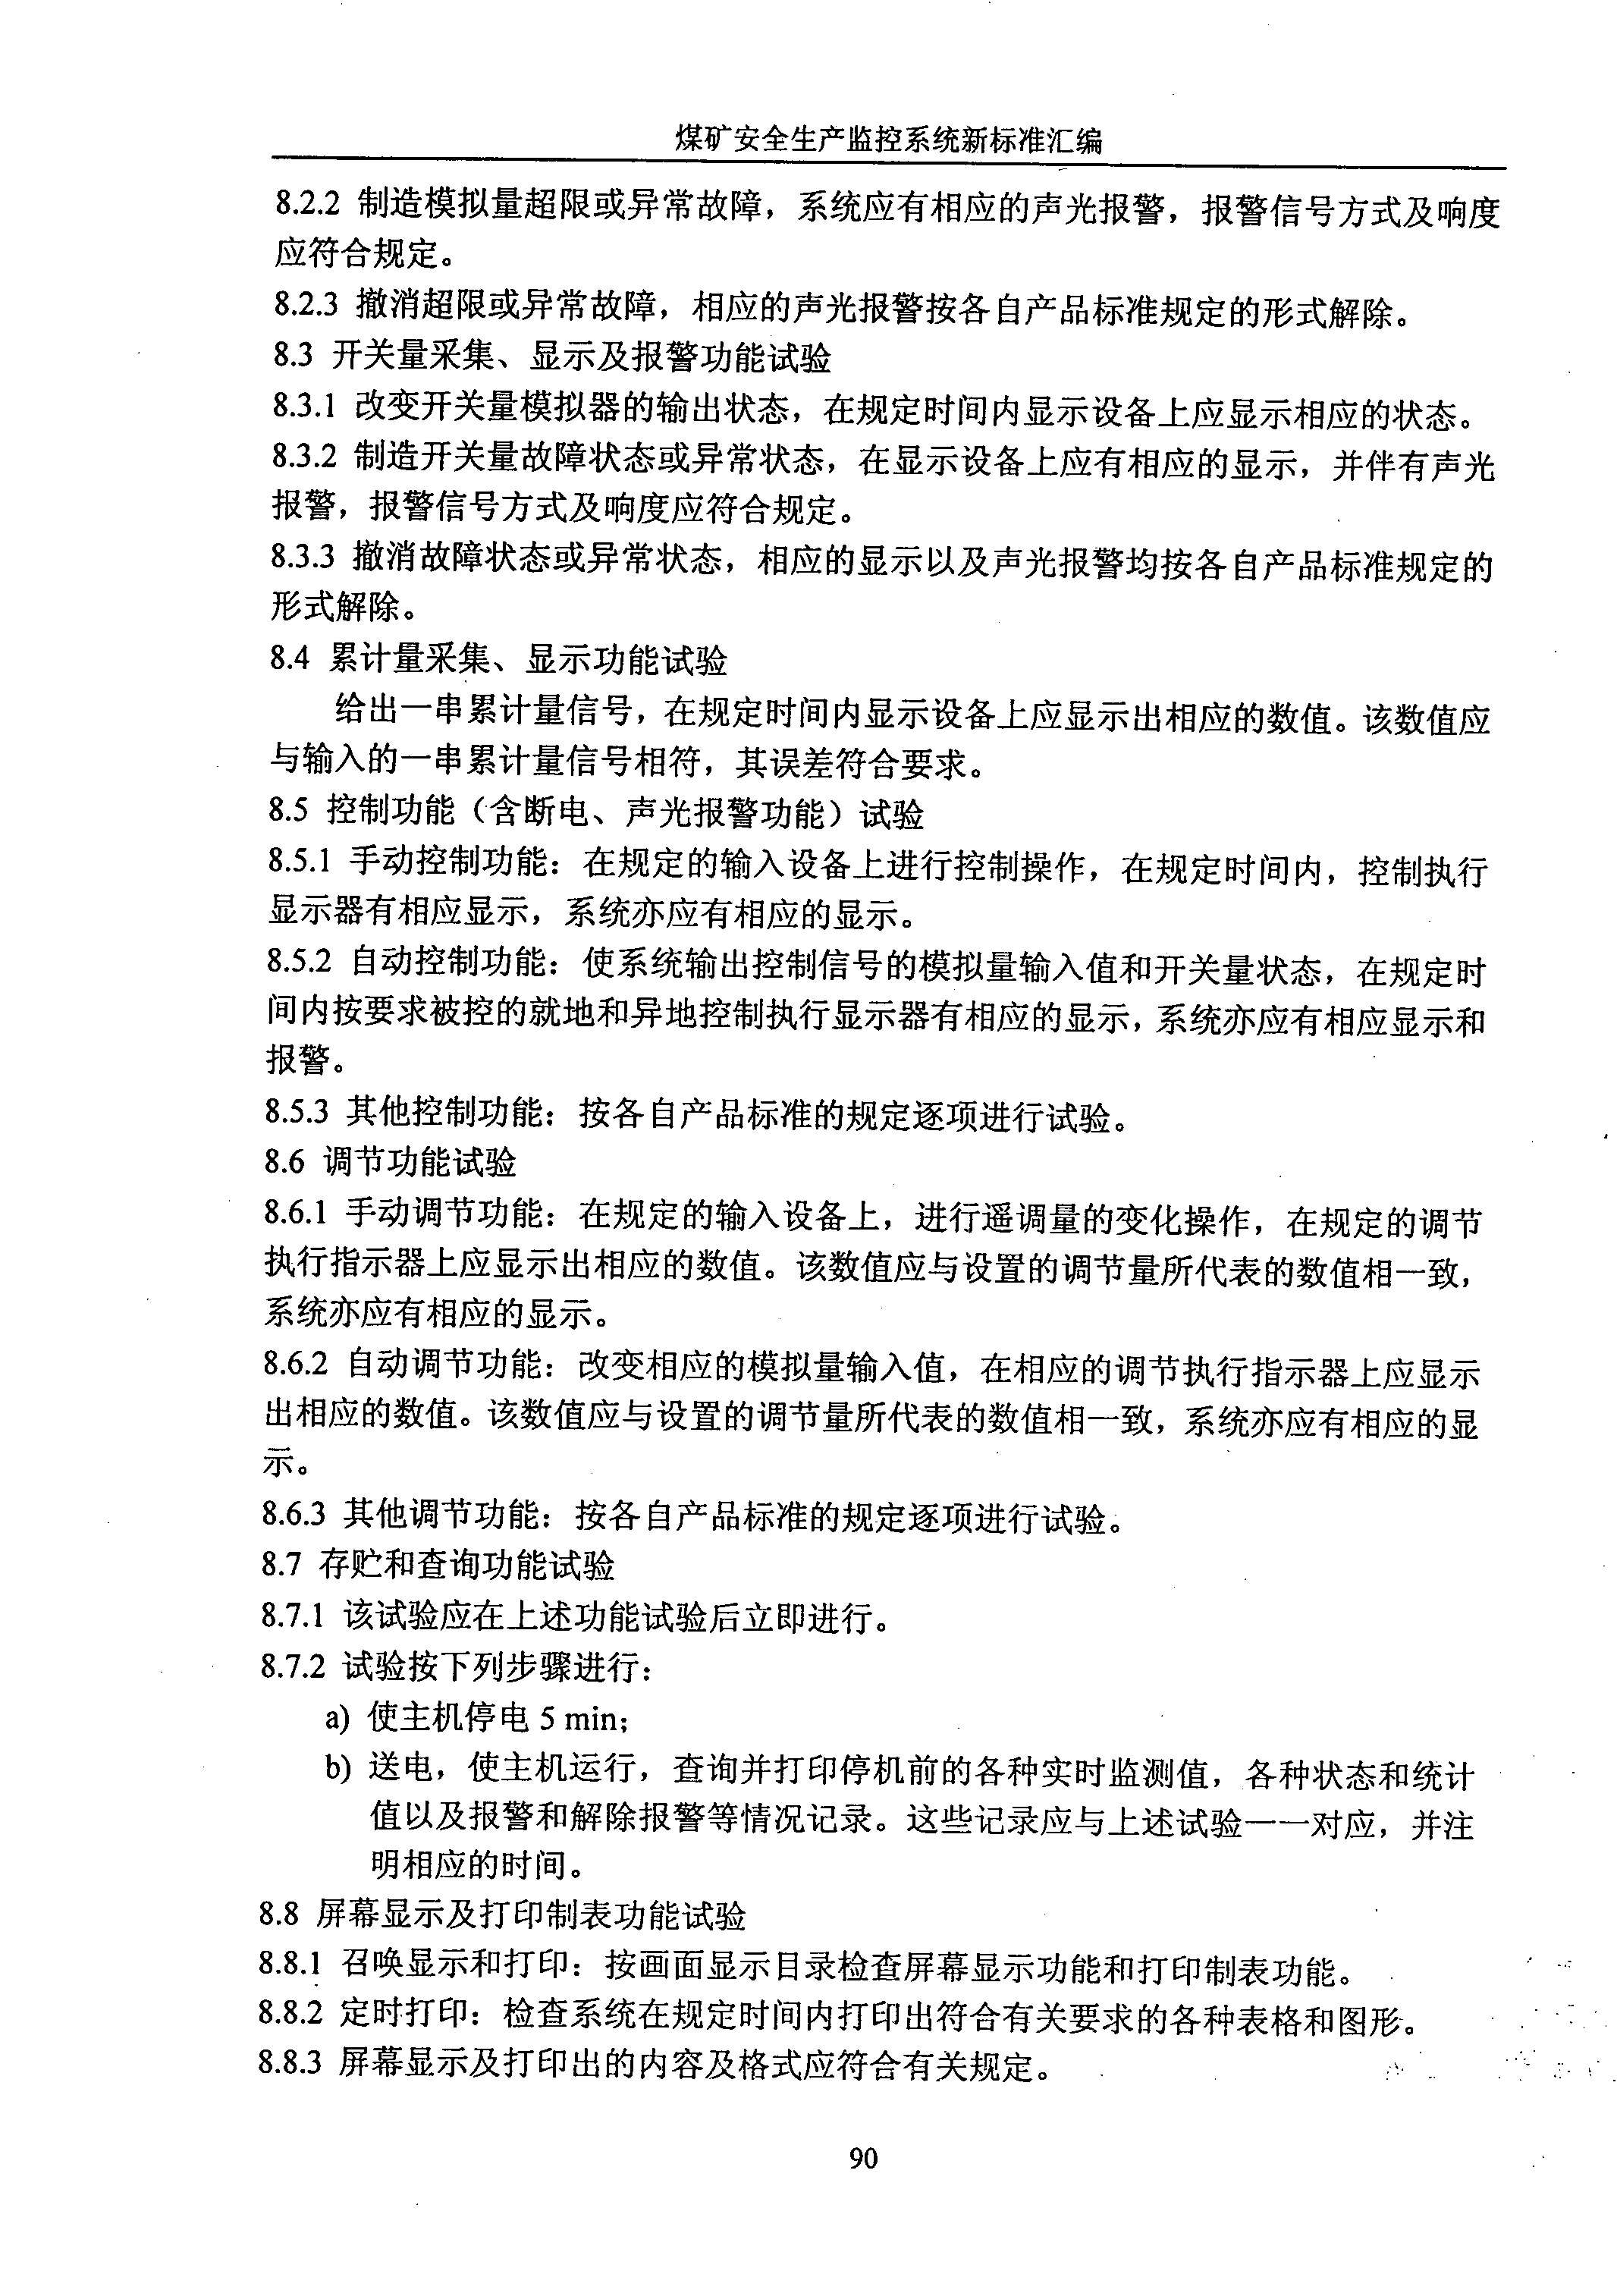 煤矿安全生产监控系统新标准汇编
8.2.2 制造模拟量超限或异常故障，系统应有相应的声光报警，报警信号方式及响度
应符合规定。
8.2.3 撤消超限或异常故障，相应的声光报警按各自产品标准规定的形式解除。
8.3 开关量采集、显示及报警功能试验
8.3.1 改变开关量模拟器的输出状态，在规定时间内显示设备上应显示相应的状态。
8.3.2 制造开关量故障状态或异常状态，在显示设备上应有相应的显示，并伴有声光
报警，报警信号方式及响度应符合规定。
8.3.3 撤消故障状态或异常状态，相应的显示以及声光报警均按各自产品标准规定的
形式解除。
8.4 累计量采集、显示功能试验
给出一串累计量信号，在规定时间内显示设备上应显示出相应的数值。该数值应
与输入的一串累计量信号相符，其误差符合要求。
8.5 控制功能（含断电、声光报警功能）试验
8.5.1 手动控制功能：在规定的输入设备上进行控制操作，在规定时间内，控制执行
显示器有相应显示，系统亦应有相应的显示。
8.5.2 自动控制功能：使系统输出控制信号的模拟量输入值和开关量状态，在规定时
间内按要求被控的就地和异地控制执行显示器有相应的显示，系统亦应有相应显示和
报警。
8.5.3 其他控制功能：按各自产品标准的规定逐项进行试验。
8.6 调节功能试验
8.6.1 手动调节功能：在规定的输入设备上，进行遥调量的变化操作，在规定的调节
执行指示器上应显示出相应的数值。该数值应与设置的调节量所代表的数值相一致，
系统亦应有相应的显示。
8.6.2 自动调节功能：改变相应的模拟量输入值，在相应的调节执行指示器上应显示
出相应的数值。该数值应与设置的调节量所代表的数值相一致，系统亦应有相应的显
示。
8.6.3 其他调节功能：按各自产品标准的规定逐项进行试验。
8.7 存贮和查询功能试验
8.7.1 该试验应在上述功能试验后立即进行。
8.7.2 试验按下列步骤进行：
a) 使主机停电 5 min；
b) 送电，使主机运行，查询并打印停机前的各种实时监测值，各种状态和统计
值以及报警和解除报警等情况记录。这些记录应与上述试验一一对应，并注
明相应的时间。
8.8 屏幕显示及打印制表功能试验
8.8.1 召唤显示和打印：按画面显示目录检查屏幕显示功能和打印制表功能。
8.8.2 定时打印：检查系统在规定时间内打印出符合有关要求的各种表格和图形。
8.8.3 屏幕显示及打印出的内容及格式应符合有关规定。
90